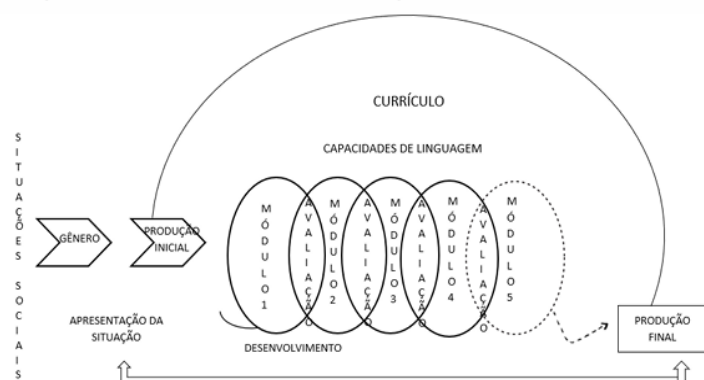 CURRÍCULO
CAPACIDADES DE LINGUAGEM
SITUAÇÕES SOCIAIS
GÊNERO
PRODUÇÃO
INICIAL
MÓDULO 1
AVALIAÇÃO
MÓDULO 2
AVALIAÇÃO
MÓDULO 3
AVALIAÇÃO
MÓDULO 4
AVALIAÇÃO
MÓDULO 5
APRESENTAÇÃO DA
SITUAÇÃO
DESENVOLVIMENTO
PRODUÇÃO
FINAL